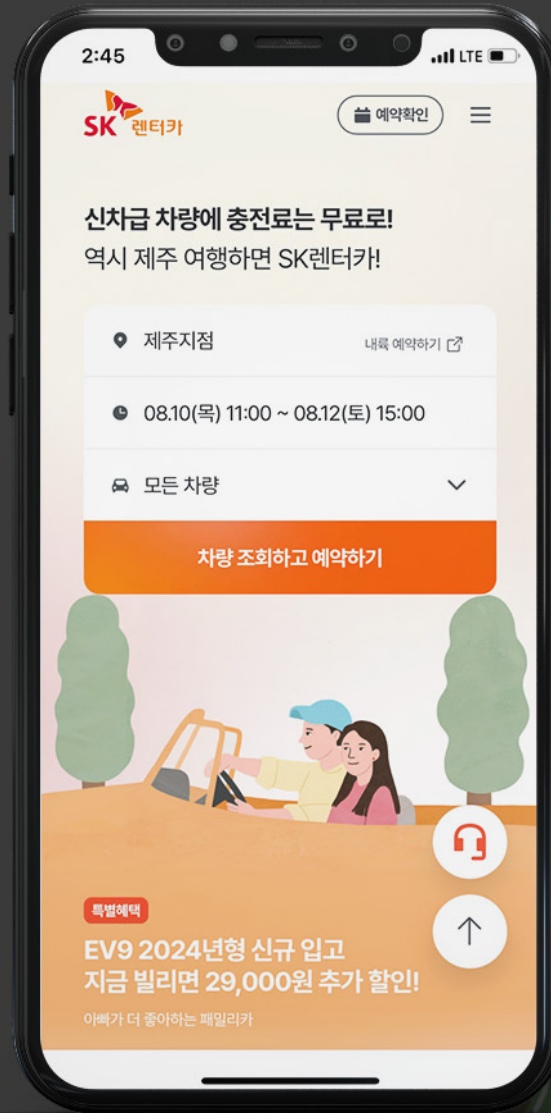 2:45
LTE
SK 렌터카
예약확인
신차급 차량에 충전료는 무료로!
역시 제주 여행하면 SK렌터카!
제주지점
내륙 예약하기
08.10(목) 11:00 ~ 08.12(토) 15:00
모든 차량
차량 조회하고 예약하기
특별혜택
EV9 2024년형 신규 입고
지금 빌리면 29,000원 추가 할인!
아빠가 더 좋아하는 패밀리카